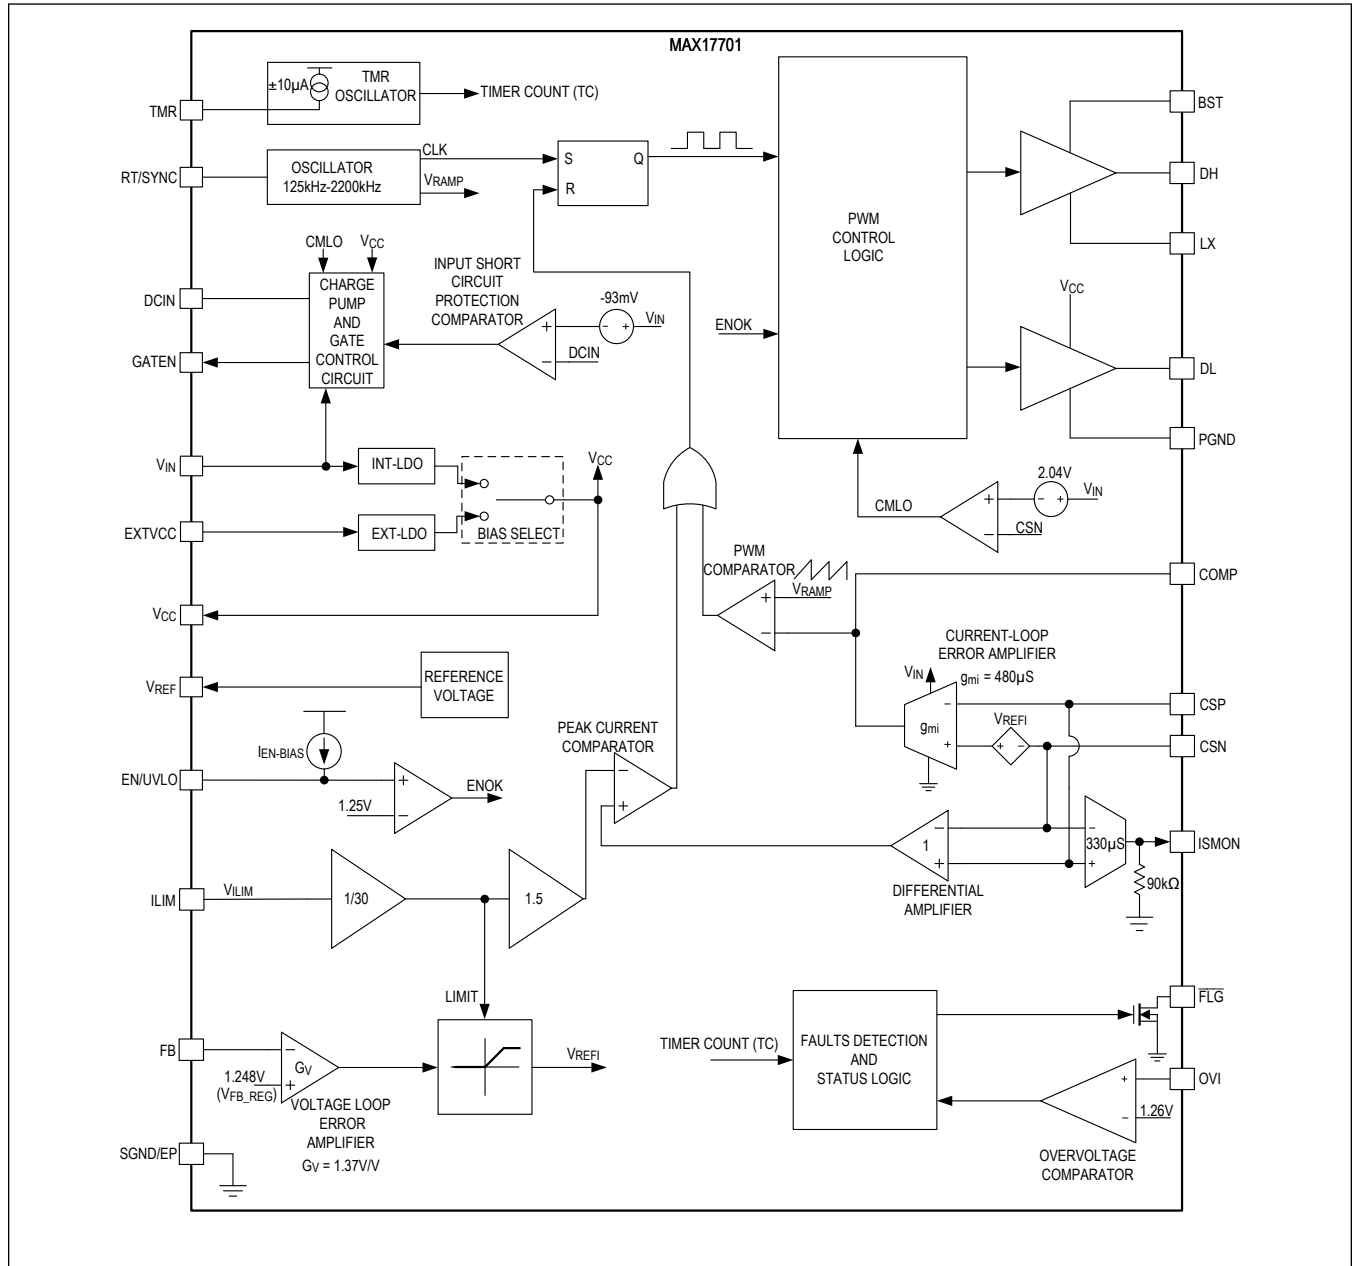 MAX17701
±10µA
TMR
OSCILLATOR
TIMER COUNT (TC)
TMR
BST
RT/SYNC
OSCILLATOR
125kHz-2200kHz
CLK
VRAMP
S
Q
R
DH
PWM
CONTROL
LOGIC
LX
CMLO
VCC
DCIN
CHARGE
PUMP
AND
GATE
CONTROL
CIRCUIT
INPUT SHORT
CIRCUIT
PROTECTION
COMPARATOR
+
−
-93mV
- +
VIN
DCIN
ENOK
VCC
GATEN
DL
PGND
VIN
INT-LDO
VCC
EXTVCC
EXT-LDO
BIAS SELECT
CMLO
+
−
2.04V
- +
VIN
CSN
PWM
COMPARATOR
+
−
VRAMP
COMP
VCC
CURRENT-LOOP
ERROR AMPLIFIER
gmi = 480µS
VIN
VREF
REFERENCE
VOLTAGE
gmi
−
+
VREFI
+ -
CSP
CSN
PEAK CURRENT
COMPARATOR
−
+
IEN-BIAS
EN/UVLO
+
−
1.25V
ENOK
1
−
+
DIFFERENTIAL
AMPLIFIER
−
+
330µS
ISMON
90kΩ
ILIM
VILIM
1/30
1.5
LIMIT
FB
−
+
GV
1.248V
(VFB_REG)
VOLTAGE LOOP
ERROR
AMPLIFIER
GV = 1.37V/V
VREFI
TIMER COUNT (TC)
FAULTS DETECTION
AND
STATUS LOGIC
FLG
+
−
OVI
1.26V
OVERVOLTAGE
COMPARATOR
SGND/EP